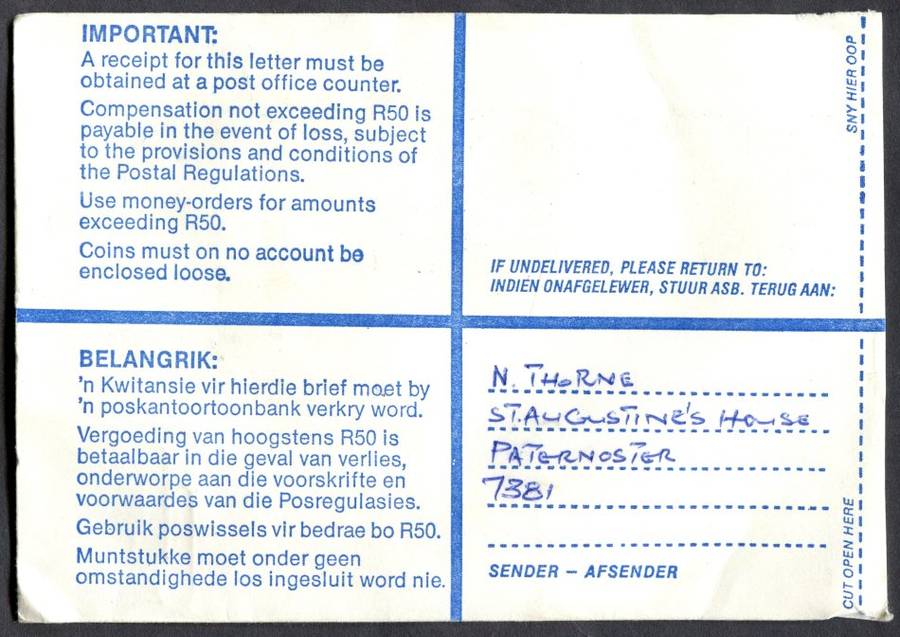 IMPORTANT:
A receipt for this letter must be
obtained at a post office counter.
Compensation not exceeding R50 is
payable in the event of loss, subject
to the provisions and conditions of
the Postal Regulations.
Use money-orders for amounts
exceeding R50.
Coins must on no account be
enclosed loose.
IF UNDELIVERED, PLEASE RETURN TO:
INDIEN ONAFGELEWER, STUUR ASB. TERUG AAN:
SNY HIER OOP
BELANGRIK:
'n Kwitansie vir hierdie brief moet by
'n poskantoortoonbank verkry word.
Vergoeding van hoogstens R50 is
betaalbaar in die geval van verlies,
onderworpe aan die voorskrifte en
voorwaardes van die Posregulasies.
Gebruik poswissels vir bedrae bo R50.
Muntstukke moet onder geen
omstandighede los ingesluit word nie.
N. THORNE
ST. AUGUSTINE'S HOUSE
PATERNOSTER
7381
SENDER – AFSENDER
CUT OPEN HERE